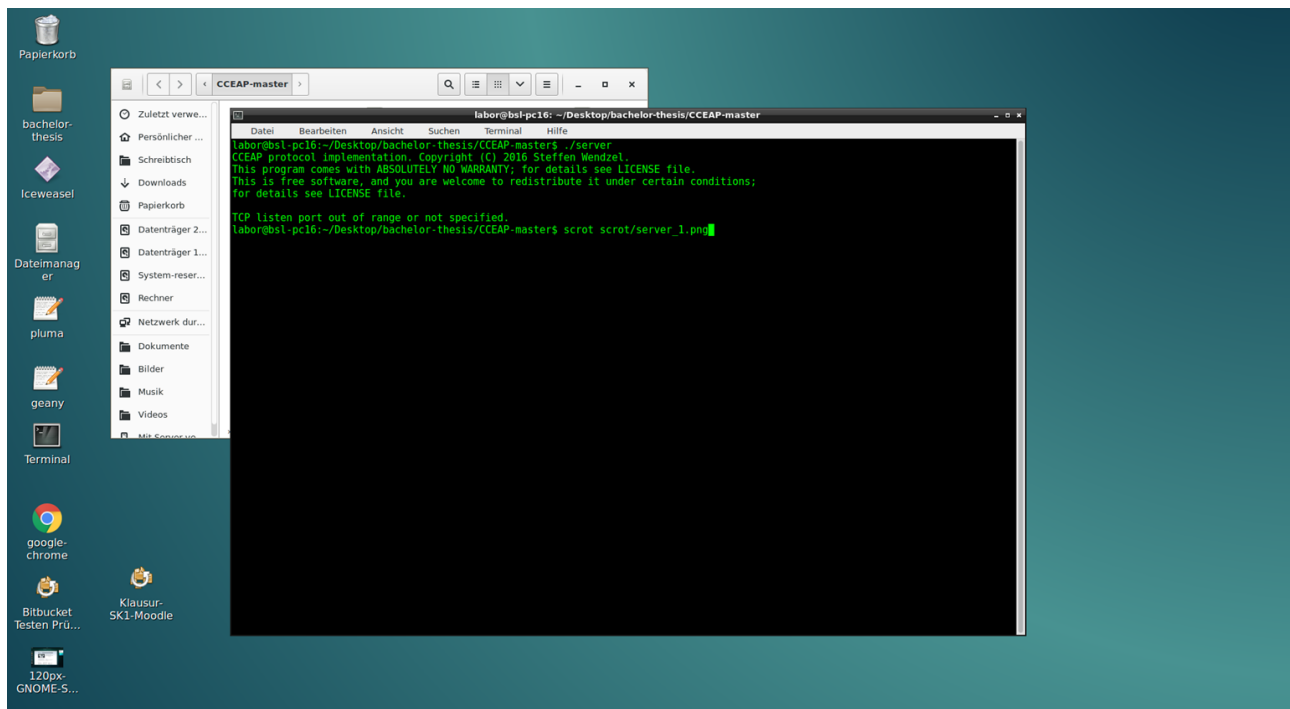 Papierkorb
bachelor-
thesis
Iceweasel
Dateimanag
er
pluma
geany
Terminal
google-
chrome
Bitbucket
Testen Prü...
120px-
GNOME-S...
Klausur-
SK1-Moodle
CCEAP-master
Zuletzt verwe...
Persönlicher ...
Schreibtisch
Downloads
Papierkorb
Datenträger 2...
Datenträger 1...
System-reser...
Rechner
Netzwerk dur...
Dokumente
Bilder
Musik
Videos
Mit Server ve...
labor@bsl-pc16: ~/Desktop/bachelor-thesis/CCEAP-master
Datei Bearbeiten Ansicht Suchen Terminal Hilfe
labor@bsl-pc16:~/Desktop/bachelor-thesis/CCEAP-master$ ./server
CCEAP protocol implementation. Copyright (C) 2016 Steffen Wendzel.
This program comes with ABSOLUTELY NO WARRANTY; for details see LICENSE file.
This is free software, and you are welcome to redistribute it under certain conditions;
for details see LICENSE file.
TCP listen port out of range or not specified.
labor@bsl-pc16:~/Desktop/bachelor-thesis/CCEAP-master$ scrot scrot/server_1.png